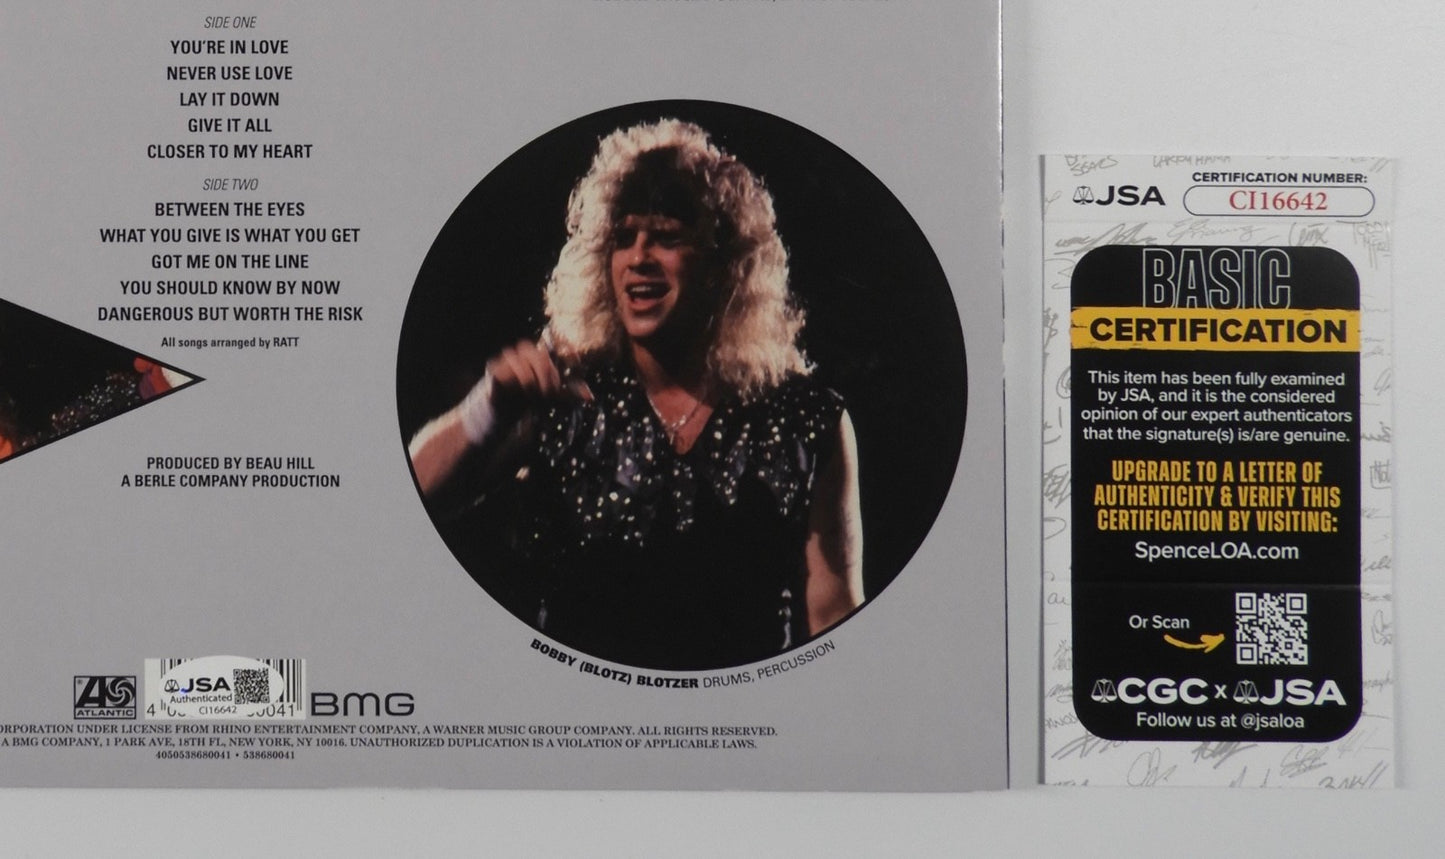 SIDE ONE
YOU'RE IN LOVE
NEVER USE LOVE
LAY IT DOWN
GIVE IT ALL
CLOSER TO MY HEART
SIDE TWO
BETWEEN THE EYES
WHAT YOU GIVE IS WHAT YOU GET
GOT ME ON THE LINE
YOU SHOULD KNOW BY NOW
DANGEROUS BUT WORTH THE RISK
All songs arranged by RATT
PRODUCED BY BEAU HILL
A BERLE COMPANY PRODUCTION
BOBBY (BLOTZ) BLOTZER DRUMS, PERCUSSION
ATLANTIC
JSA
Authenticated
CI16642
BMG
ORPORATION UNDER LICENSE FROM RHINO ENTERTAINMENT COMPANY, A WARNER MUSIC GROUP COMPANY. ALL RIGHTS RESERVED.
A BMG COMPANY, 1 PARK AVE, 18TH FL, NEW YORK, NY 10016. UNAUTHORIZED DUPLICATION IS A VIOLATION OF APPLICABLE LAWS.
4050538680041 • 538680041
JSA
CERTIFICATION NUMBER:
CI16642
BASIC
CERTIFICATION
This item has been fully examined
by JSA, and it is the considered
opinion of our expert authenticators
that the signature(s) is/are genuine.
UPGRADE TO A LETTER OF
AUTHENTICITY & VERIFY THIS
CERTIFICATION BY VISITING:
SpenceLOA.com
Or Scan
CGC x JSA
Follow us at @jsaloa